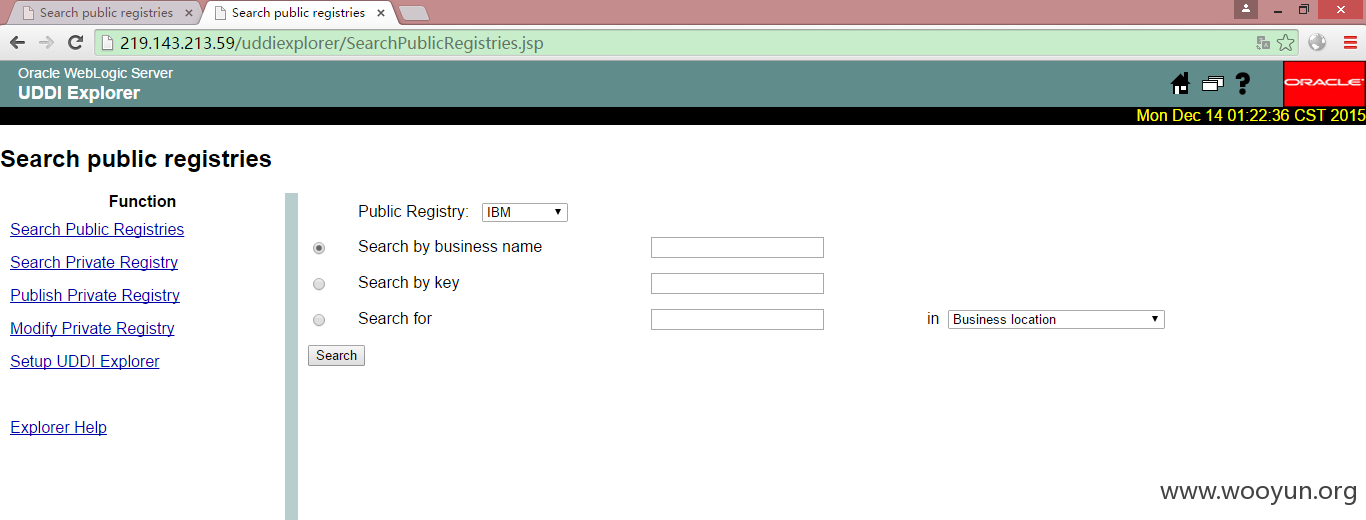 Search public registries
Search public registries
219.143.213.59/uddiexplorer/SearchPublicRegistries.jsp
Oracle WebLogic Server
UDDI Explorer
ORACLE
Mon Dec 14 01:22:36 CST 2015
Search public registries
Function
Search Public Registries
Search Private Registry
Publish Private Registry
Modify Private Registry
Setup UDDI Explorer
Explorer Help
Public Registry: IBM
Search by business name
Search by key
Search for in Business location
Search
www.wooyun.org